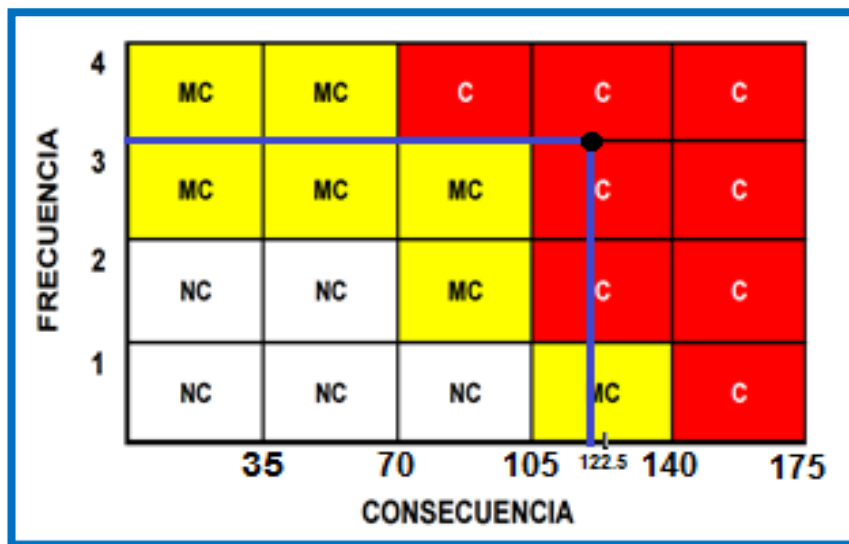 FRECUENCIA
4 MC MC C C C
3 MC MC MC C C
2 NC NC MC C C
1 NC NC NC MC C
35 70 105 122.5 140 175
CONSECUENCIA